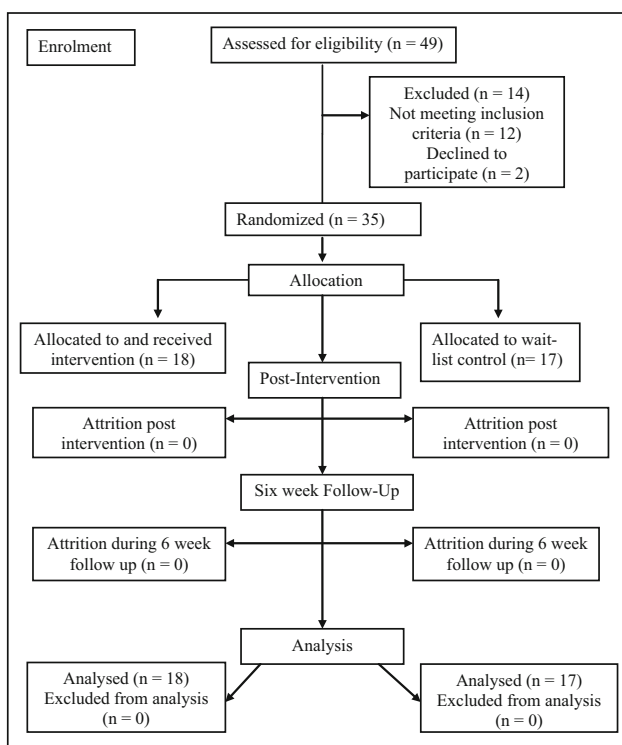 Enrolment
Assessed for eligibility (n = 49)
Excluded (n = 14)
Not meeting inclusion
criteria (n = 12)
Declined to
participate (n = 2)
Randomized (n = 35)
Allocation
Allocated to and received
intervention (n = 18)
Allocated to wait-
list control (n= 17)
Post-Intervention
Attrition post
intervention (n = 0)
Attrition post
intervention (n = 0)
Six week Follow-Up
Attrition during 6 week
follow up (n = 0)
Attrition during 6 week
follow up (n = 0)
Analysis
Analysed (n = 18)
Excluded from analysis
(n = 0)
Analysed (n = 17)
Excluded from analysis
(n = 0)